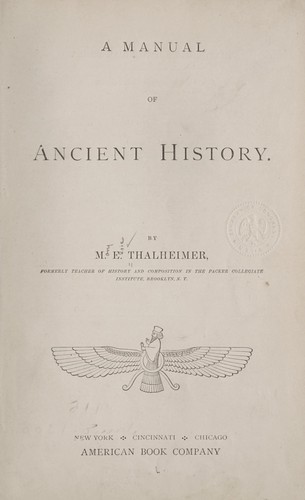 A MANUAL
OF
ANCIENT HISTORY.
BY
M. E. THALHEIMER,
FORMERLY TEACHER OF HISTORY AND COMPOSITION IN THE PACKER COLLEGIATE
INSTITUTE, BROOKLYN N. Y.
NEW YORK ❖ CINCINNATI ❖ CHICAGO
AMERICAN BOOK COMPANY